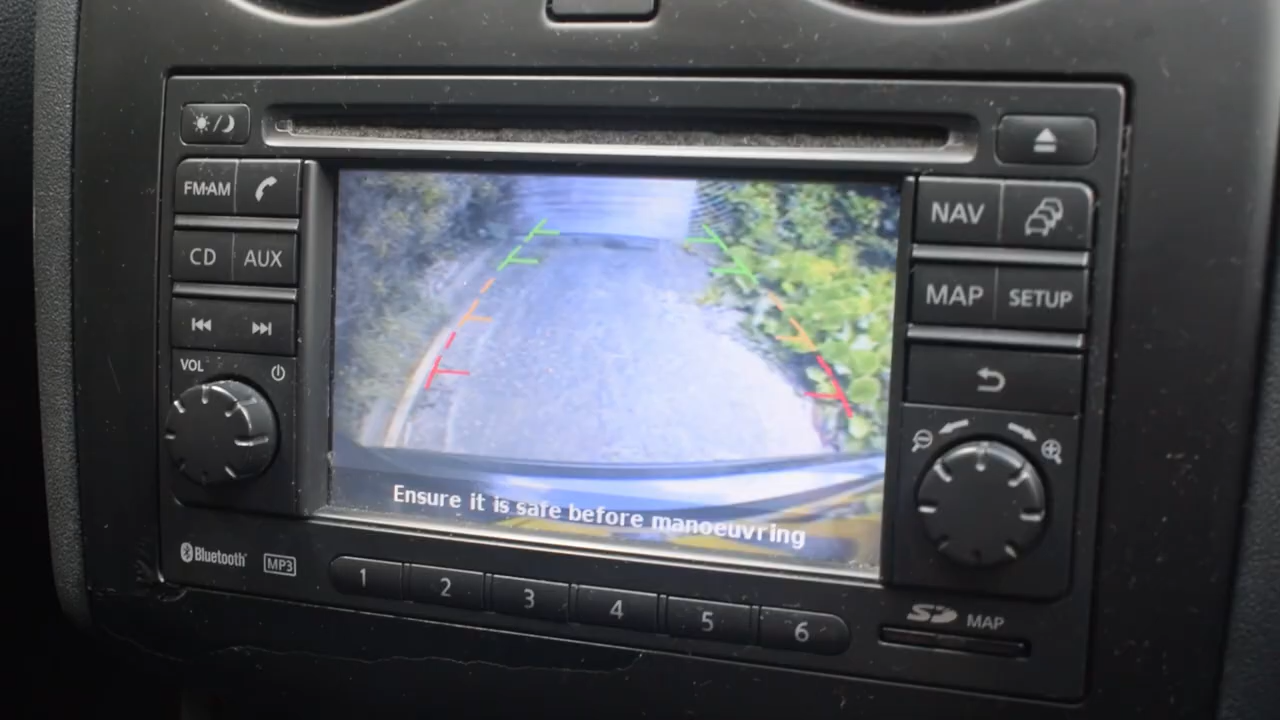 FM·AM
CD
AUX
VOL
NAV
MAP
SETUP
Ensure it is safe before manoeuvring
Bluetooth
MP3
1
2
3
4
5
6
SD
MAP